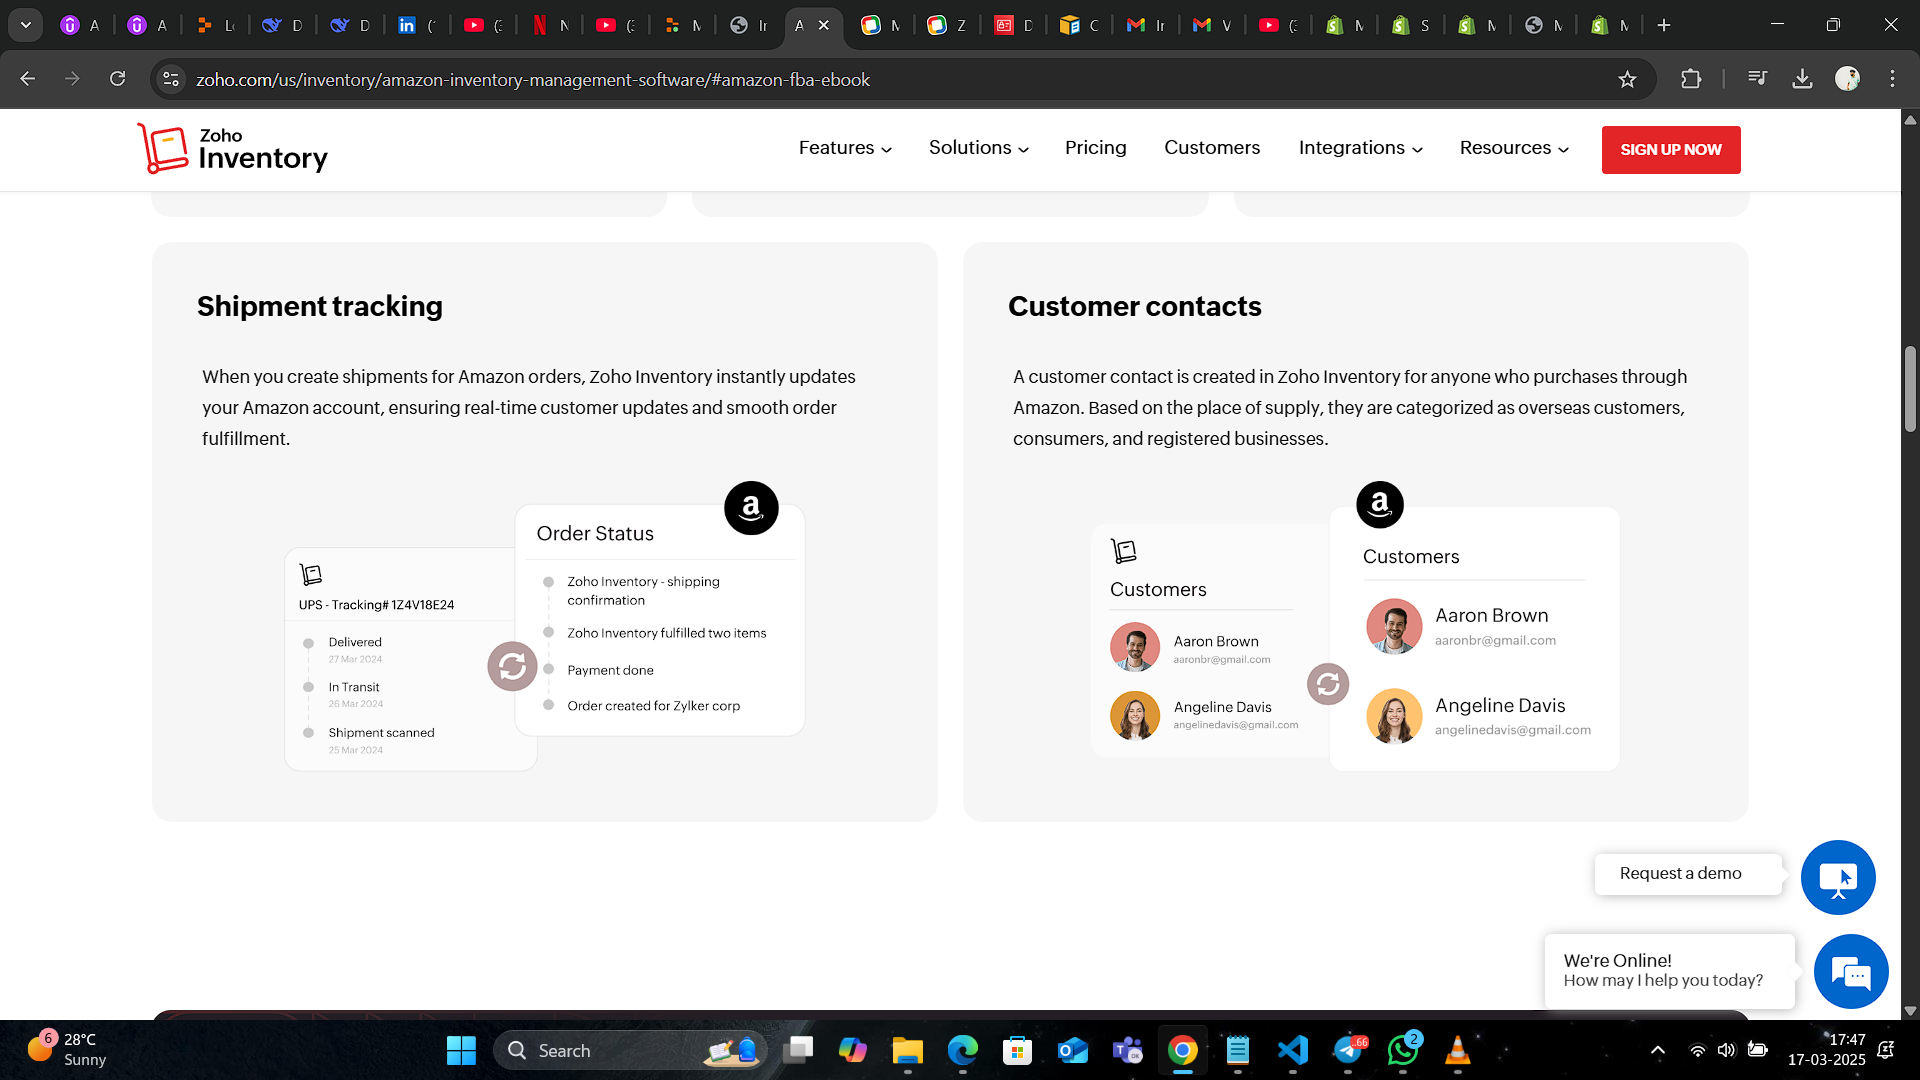 zoho.com/us/inventory/amazon-inventory-management-software/#amazon-fba-ebook
Zoho
Inventory
Features
Solutions
Pricing
Customers
Integrations
Resources
SIGN UP NOW
Shipment tracking
When you create shipments for Amazon orders, Zoho Inventory instantly updates
your Amazon account, ensuring real-time customer updates and smooth order
fulfillment.
UPS - Tracking# 1Z4V18E24
Delivered
27 Mar 2024
In Transit
26 Mar 2024
Shipment scanned
25 Mar 2024
Order Status
Zoho Inventory - shipping
confirmation
Zoho Inventory fulfilled two items
Payment done
Order created for Zylker corp
Customer contacts
A customer contact is created in Zoho Inventory for anyone who purchases through
Amazon. Based on the place of supply, they are categorized as overseas customers,
consumers, and registered businesses.
Customers
Aaron Brown
aaronbr@gmail.com
Angeline Davis
angelinedavis@gmail.com
Customers
Aaron Brown
aaronbr@gmail.com
Angeline Davis
angelinedavis@gmail.com
Request a demo
We're Online!
How may I help you today?
6
28°C
Sunny
Search
.66
2
17:47
17-03-2025